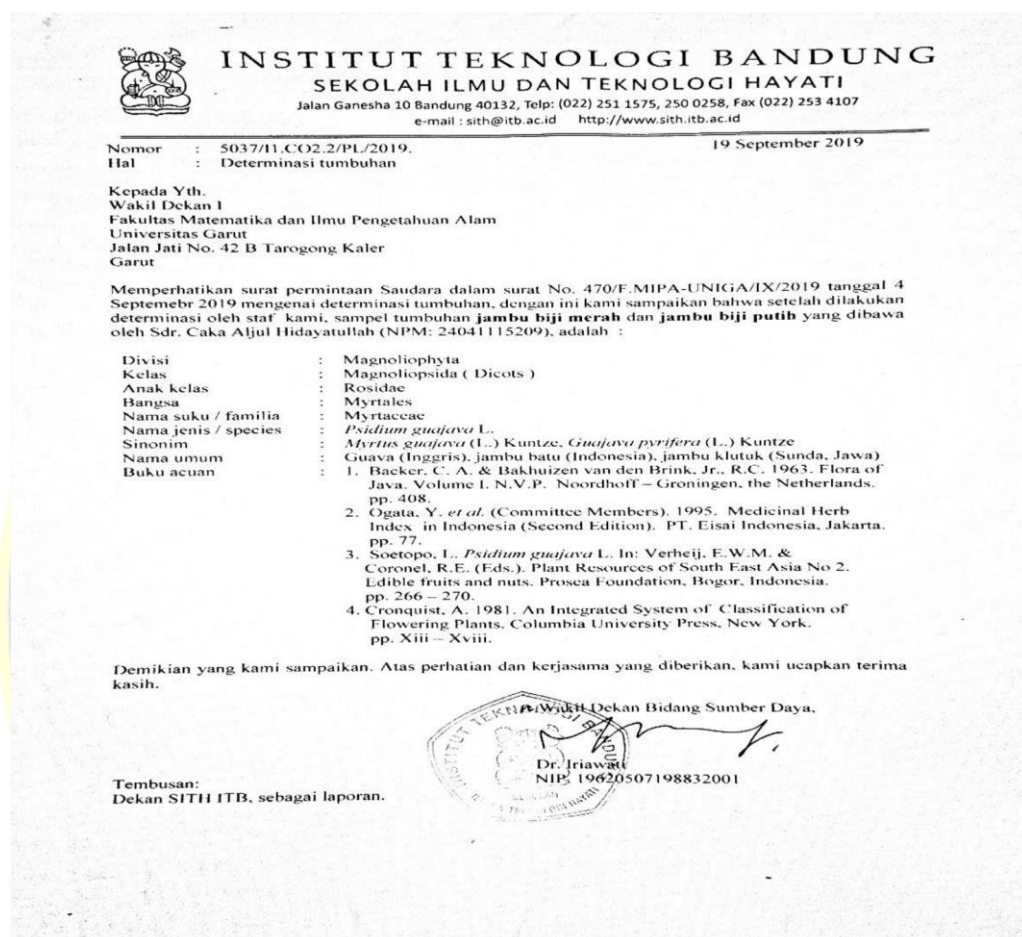 INSTITUT TEKNOLOGI BANDUNG
SEKOLAH ILMU DAN TEKNOLOGI HAYATI
Jalan Ganesha 10 Bandung 40132, Telp: (022) 251 1575, 250 0258, Fax (022) 253 4107
e-mail : sith@itb.ac.id http://www.sith.itb.ac.id
Nomor : 5037/I1.CO2.2/PL/2019. 19 September 2019
Hal : Determinasi tumbuhan
Kepada Yth.
Wakil Dekan I
Fakultas Matematika dan Ilmu Pengetahuan Alam
Universitas Garut
Jalan Jati No. 42 B Tarogong Kaler
Garut
Memperhatikan surat permintaan Saudara dalam surat No. 470/F.MIPA-UNIGA/IX/2019 tanggal 4
Septemebr 2019 mengenai determinasi tumbuhan, dengan ini kami sampaikan bahwa setelah dilakukan
determinasi oleh staf kami, sampel tumbuhan jambu biji merah dan jambu biji putih yang dibawa
oleh Sdr. Caka Aljul Hidayatullah (NPM: 24041115209), adalah :
Divisi : Magnoliophyta
Kelas : Magnoliopsida ( Dicots )
Anak kelas : Rosidae
Bangsa : Myrtales
Nama suku / familia : Myrtaceae
Nama jenis / species : Psidium guajava L.
Sinonim : Myrtus guajava (L.) Kuntze, Guajava pyrifera (L.) Kuntze
Nama umum : Guava (Inggris), jambu batu (Indonesia), jambu klutuk (Sunda, Jawa)
Buku acuan : 1. Backer, C. A. & Bakhuizen van den Brink, Jr., R.C. 1963. Flora of
Java. Volume I. N.V.P. Noordhoff – Groningen, the Netherlands.
pp. 408.
2. Ogata, Y. et al. (Committee Members). 1995. Medicinal Herb
Index in Indonesia (Second Edition). PT. Eisai Indonesia, Jakarta.
pp. 77.
3. Soetopo, L. Psidium guajava L. In: Verheij, E.W.M. &
Coronel, R.E. (Eds.). Plant Resources of South East Asia No 2.
Edible fruits and nuts. Prosea Foundation, Bogor, Indonesia.
pp. 266 – 270.
4. Cronquist, A. 1981. An Integrated System of Classification of
Flowering Plants. Columbia University Press, New York.
pp. Xiii – Xviii.
Demikian yang kami sampaikan. Atas perhatian dan kerjasama yang diberikan, kami ucapkan terima
kasih.
Wakil Dekan Bidang Sumber Daya,
INSTITUT TEKNOLOGI BANDUNG
Dr. Iriawati
NIP. 19620507198832001
Tembusan:
Dekan SITH ITB, sebagai laporan.